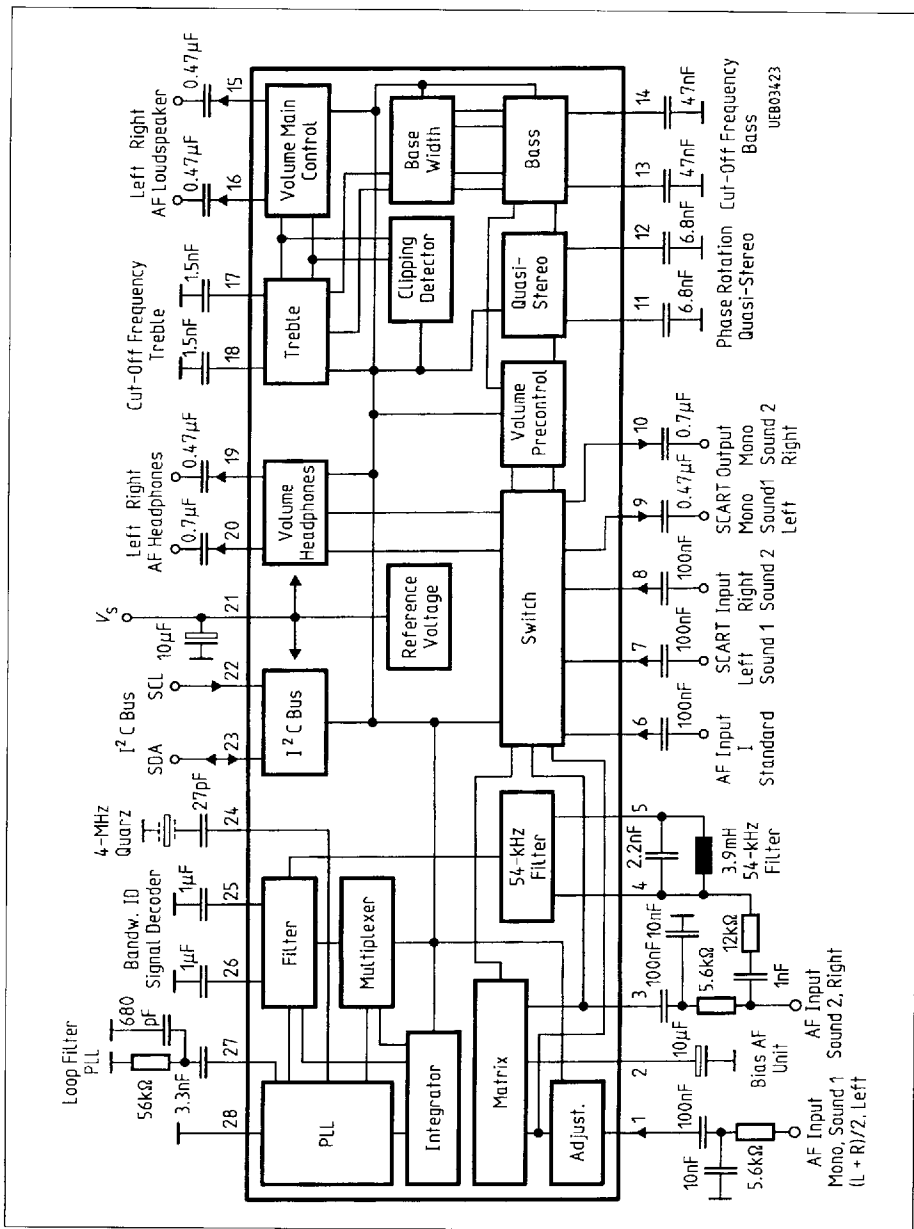 Loop Filter
PLL
680
pF
56kΩ
3.3nF
28
27
Bandw. ID
Signal Decoder
1µF
1µF
26
25
4-MHz
Quarz
27pF
24
I²C Bus
SDA
SCL
23
22
V_S
10µF
21
Left Right
AF Headphones
0.7µF
0.47µF
20
19
Cut-Off Frequency
Treble
1.5nF
1.5nF
18
17
Left Right
AF Loudspeaker
0.47µF
0.47µF
16
15
PLL
Filter
Multiplexer
Integrator
I²C Bus
Reference
Voltage
Volume
Headphones
Treble
Clipping
Detector
Volume Main
Control
Base
Width
Matrix
Adjust.
54-kHz
Filter
Switch
Volume
Precontrol
Quasi-
Stereo
Bass
1
100nF
10nF
5.6kΩ
AF Input
Mono, Sound 1
(L + R)/2, Left
2
10µF
Bias AF
Unit
3
100nF
10nF
5.6kΩ
12kΩ
1nF
AF Input
Sound 2, Right
4
5
2.2nF
3.9mH
54-kHz
Filter
6
100nF
AF Input
I
Standard
7
8
100nF
100nF
SCART Input
Left Right
Sound 1 Sound 2
9
10
0.47µF
0.7µF
SCART Output
Mono Mono
Sound1 Sound 2
Left Right
11
12
6.8nF
6.8nF
Phase Rotation
Quasi-Stereo
13
14
47nF
47nF
Cut-Off Frequency
Bass
UEB03423